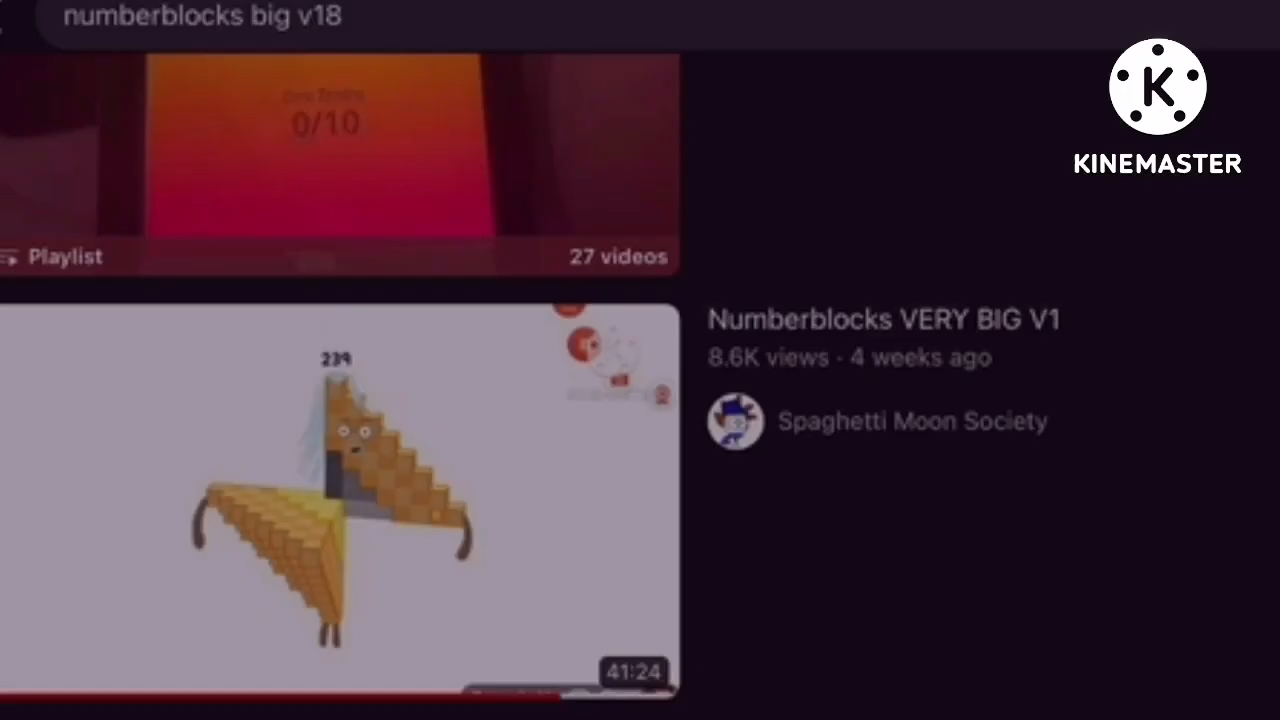 numberblocks big v18
0/10
Playlist
27 videos
KINEMASTER
239
41:24
Numberblocks VERY BIG V1
8.6K views · 4 weeks ago
Spaghetti Moon Society